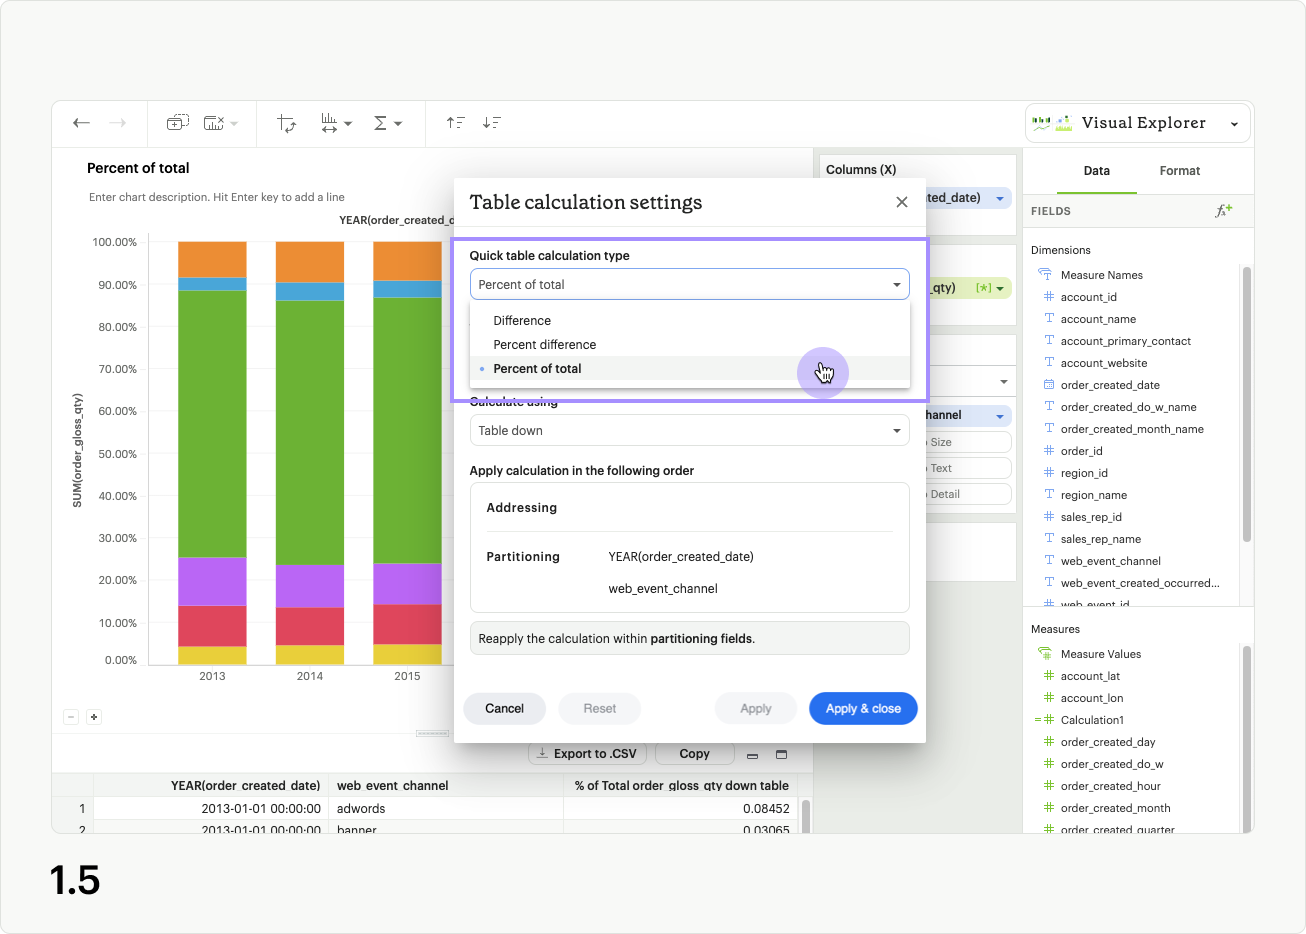 Visual Explorer
Percent of total
Enter chart description. Hit Enter key to add a line
YEAR(order_created_d
100.00%
90.00%
80.00%
70.00%
60.00%
50.00%
40.00%
30.00%
20.00%
10.00%
0.00%
SUM(order_gloss_qty)
2013
2014
2015
Table calculation settings
Quick table calculation type
Percent of total
Difference
Percent difference
Percent of total
Calculate using
Table down
Apply calculation in the following order
Addressing
Partitioning
YEAR(order_created_date)
web_event_channel
Reapply the calculation within partitioning fields.
Cancel
Reset
Apply
Apply & close
Columns (X)
ted_date)
_qty) [*]
hannel
Size
Text
Detail
Data
Format
FIELDS
Dimensions
Measure Names
account_id
account_name
account_primary_contact
account_website
order_created_date
order_created_do_w_name
order_created_month_name
order_id
region_id
region_name
sales_rep_id
sales_rep_name
web_event_channel
web_event_created_occurred...
web_event_id
Measures
Measure Values
account_lat
account_lon
Calculation1
order_created_day
order_created_do_w
order_created_hour
order_created_month
order_created_quarter
Export to .CSV
Copy
YEAR(order_created_date) web_event_channel % of Total order_gloss_qty down table
1 2013-01-01 00:00:00 adwords 0.08452
2 2013-01-01 00:00:00 banner 0.03065
1.5